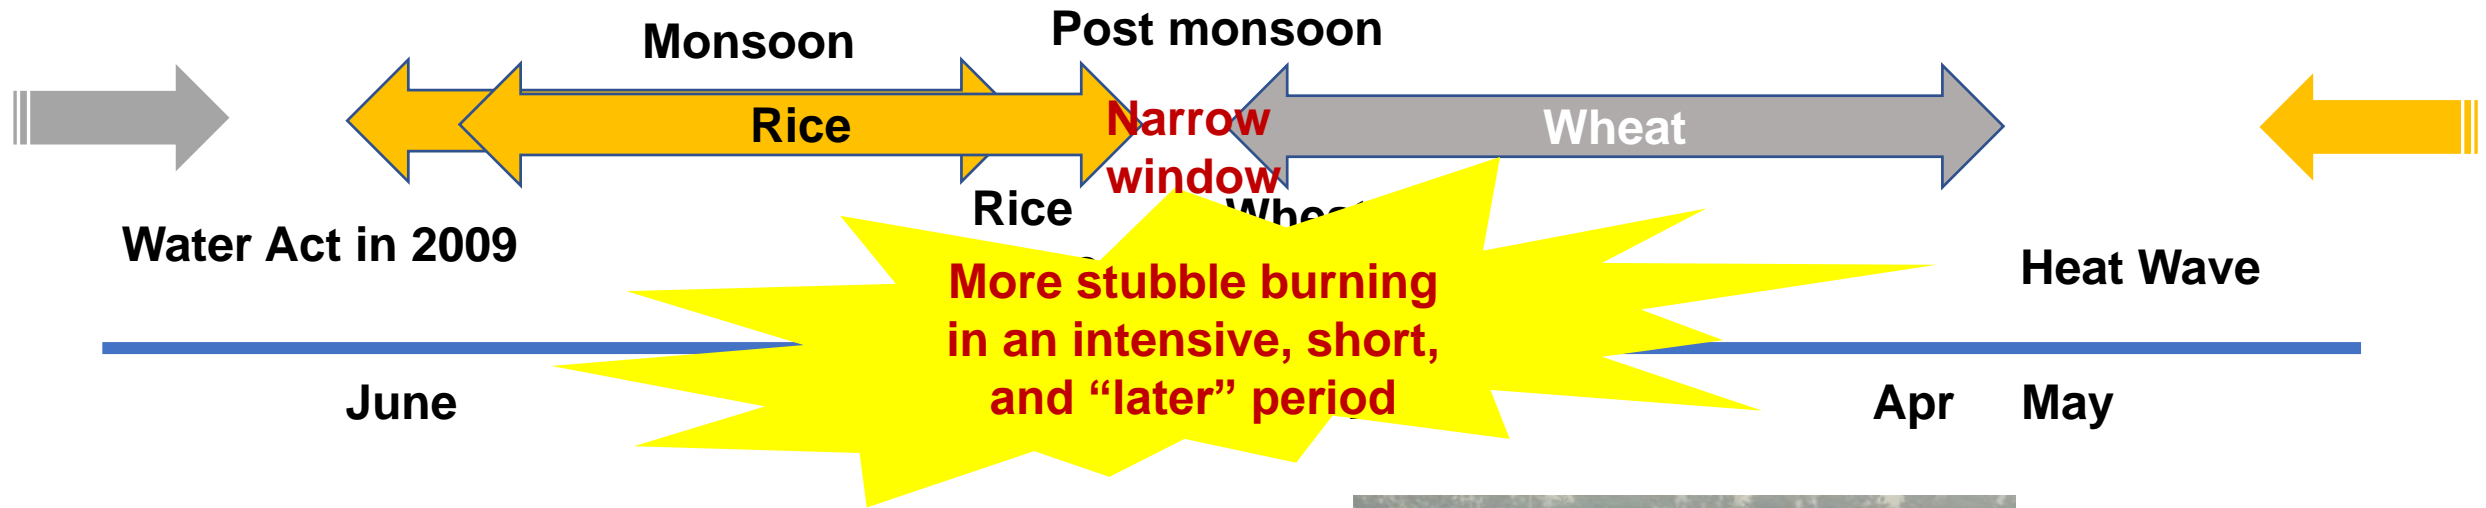 Monsoon
Post monsoon
Rice
Narrow
window
Wheat
Rice
Wheat
Water Act in 2009
Heat Wave
More stubble burning
in an intensive, short,
and “later” period
June
Apr
May